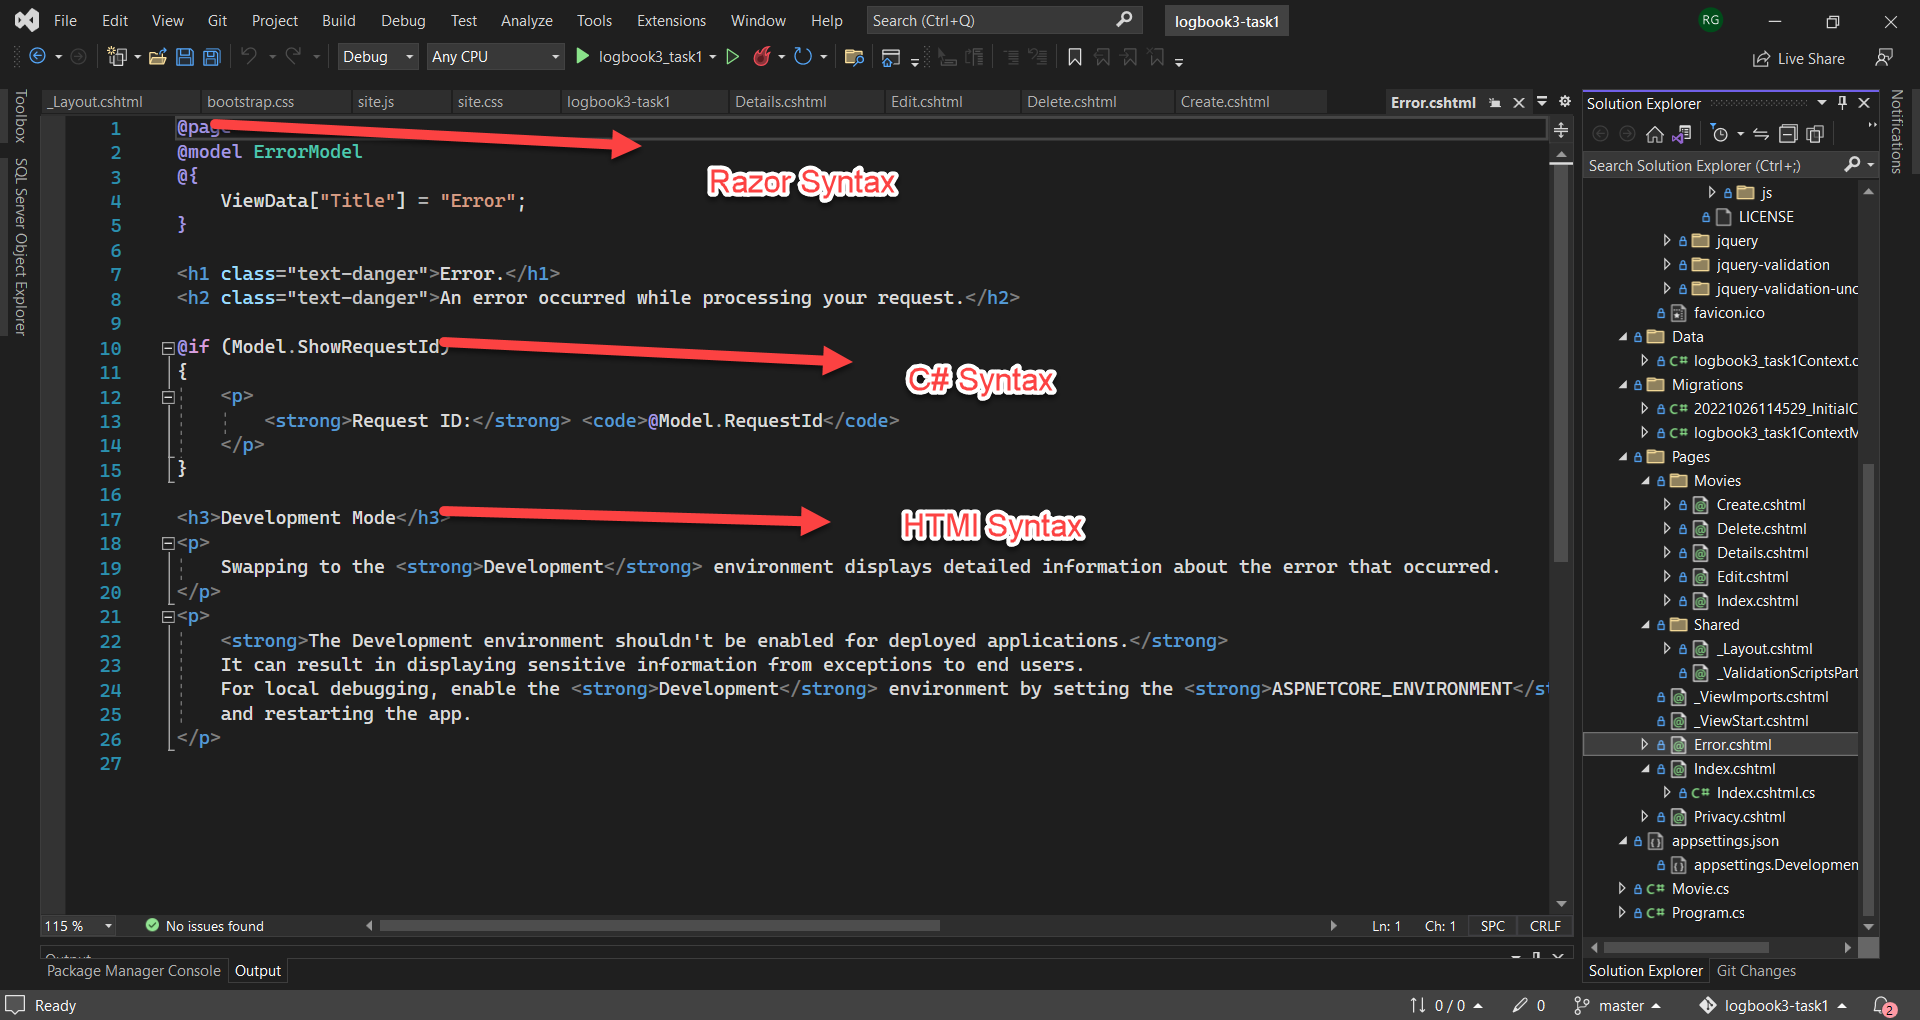 File Edit View Git Project Build Debug Test Analyze Tools Extensions Window Help Search (Ctrl+Q) logbook3-task1 RG
Debug Any CPU logbook3_task1 Live Share
_Layout.cshtml bootstrap.css site.js site.css logbook3-task1 Details.cshtml Edit.cshtml Delete.cshtml Create.cshtml Error.cshtml
Toolbox
SQL Server Object Explorer
1 @page
2 @model ErrorModel
3 @{
4 ViewData["Title"] = "Error";
5 }
6
7 <h1 class="text-danger">Error.</h1>
8 <h2 class="text-danger">An error occurred while processing your request.</h2>
9
10 @if (Model.ShowRequestId)
11 {
12 <p>
13 <strong>Request ID:</strong> <code>@Model.RequestId</code>
14 </p>
15 }
16
17 <h3>Development Mode</h3>
18 <p>
19 Swapping to the <strong>Development</strong> environment displays detailed information about the error that occurred.
20 </p>
21 <p>
22 <strong>The Development environment shouldn't be enabled for deployed applications.</strong>
23 It can result in displaying sensitive information from exceptions to end users.
24 For local debugging, enable the <strong>Development</strong> environment by setting the <strong>ASPNETCORE_ENVIRONMENT</st
25 and restarting the app.
26 </p>
27
Razor Syntax
C# Syntax
HTMl Syntax
115 % No issues found Ln: 1 Ch: 1 SPC CRLF
Output
Package Manager Console Output
Solution Explorer
Search Solution Explorer (Ctrl+;)
js
LICENSE
jquery
jquery-validation
jquery-validation-unc
favicon.ico
Data
C# logbook3_task1Context.c
Migrations
C# 20221026114529_InitialC
C# logbook3_task1ContextM
Pages
Movies
Create.cshtml
Delete.cshtml
Details.cshtml
Edit.cshtml
Index.cshtml
Shared
_Layout.cshtml
_ValidationScriptsPart
_ViewImports.cshtml
_ViewStart.cshtml
Error.cshtml
Index.cshtml
C# Index.cshtml.cs
Privacy.cshtml
appsettings.json
appsettings.Developmen
C# Movie.cs
C# Program.cs
Solution Explorer Git Changes
Notifications
Ready 0 / 0 0 master logbook3-task1 2